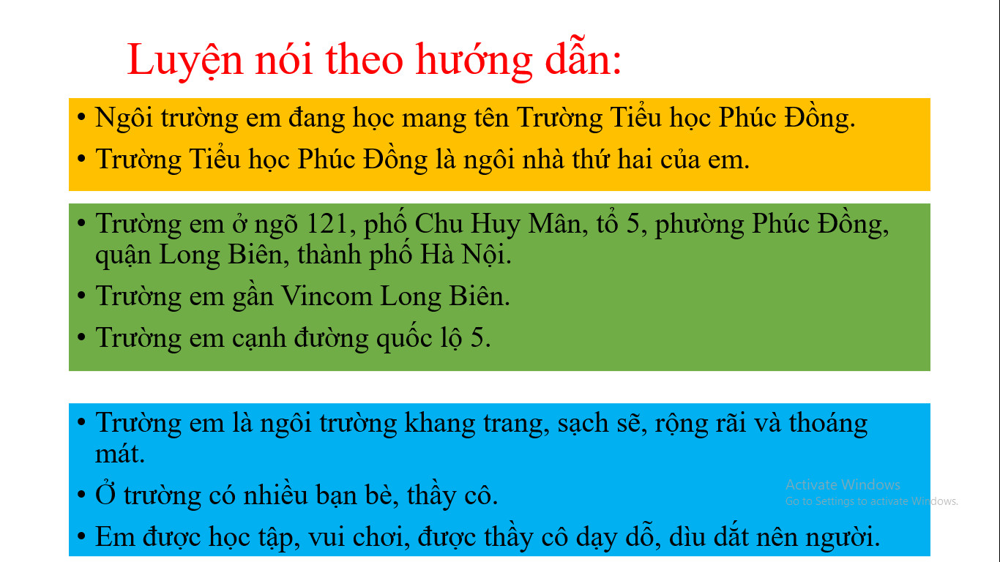 Luyện nói theo hướng dẫn:
• Ngôi trường em đang học mang tên Trường Tiểu học Phúc Đồng.
• Trường Tiểu học Phúc Đồng là ngôi nhà thứ hai của em.
• Trường em ở ngõ 121, phố Chu Huy Mân, tổ 5, phường Phúc Đồng,
quận Long Biên, thành phố Hà Nội.
• Trường em gần Vincom Long Biên.
• Trường em cạnh đường quốc lộ 5.
• Trường em là ngôi trường khang trang, sạch sẽ, rộng rãi và thoáng
mát.
• Ở trường có nhiều bạn bè, thầy cô.
• Em được học tập, vui chơi, được thầy cô dạy dỗ, dìu dắt nên người.
Activate Windows
Go to Settings to activate Windows.